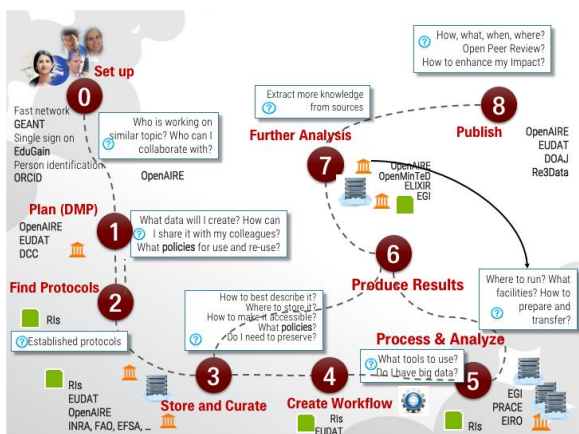 Set up
0
Fast network
GEANT
Single sign on
EduGain
Person identification
ORCID
Who is working on
similar topic? Who can I
collaborate with?
OpenAIRE
Plan (DMP)
1
OpenAIRE
EUDAT
DCC
What data will I create? How can
I share it with my colleagues?
What policies for use and re-use?
Find Protocols
2
RIs
Established protocols
RIs
EUDAT
OpenAIRE
INRA, FAO, EFSA, ..
3
Store and Curate
How to best describe it?
Where to store it?
How to make it accessible?
What policies?
Do I need to preserve?
4
Create Workflow
RIs
EUDAT
Process & Analyze
5
What tools to use?
Do I have big data?
RIs
EGI
PRACE
EIRO
Where to run? What
facilities? How to
prepare and
transfer?
6
Produce Results
Further Analysis
7
Extract more knowledge
from sources
OpenAIRE
OpenMinTeD
ELIXIR
EGI
8
Publish
How, what, when, where?
Open Peer Review?
How to enhance my Impact?
OpenAIRE
EUDAT
DOAJ
Re3Data